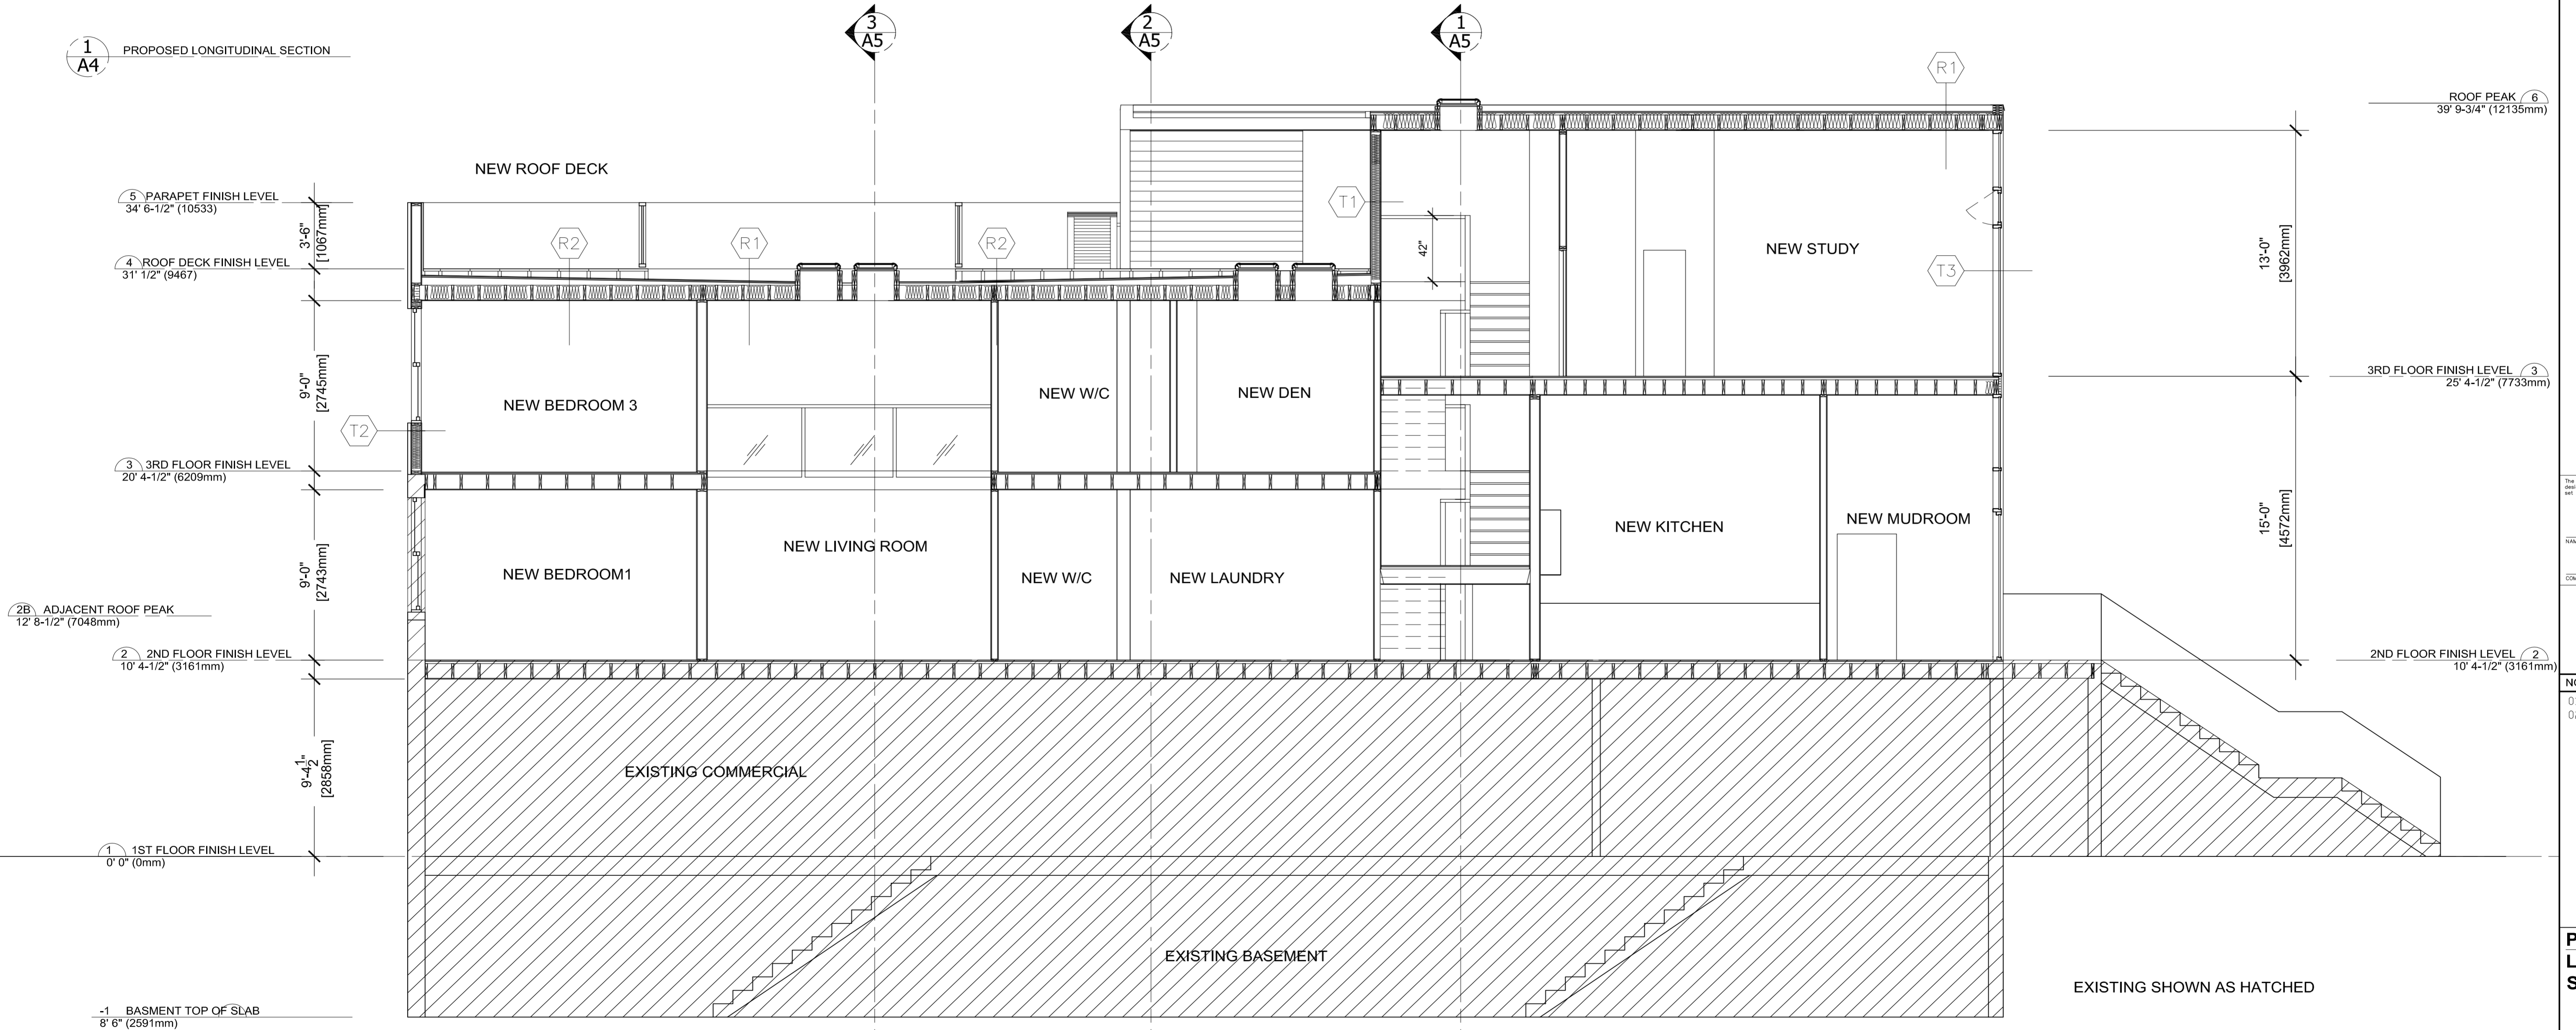 1
A4
PROPOSED LONGITUDINAL SECTION
3
A5
2
A5
1
A5
R1
ROOF PEAK 6
39' 9-3/4" (12135mm)
NEW ROOF DECK
5 PARAPET FINISH LEVEL
34' 6-1/2" (10533)
3'-6"
[1067mm]
4 ROOF DECK FINISH LEVEL
31' 1/2" (9467)
R2
R1
R2
T1
42"
NEW STUDY
T3
13'-0"
[3962mm]
9'-0"
[2745mm]
NEW BEDROOM 3
NEW W/C
NEW DEN
3RD FLOOR FINISH LEVEL 3
25' 4-1/2" (7733mm)
T2
3 3RD FLOOR FINISH LEVEL
20' 4-1/2" (6209mm)
9'-0"
[2743mm]
NEW BEDROOM1
NEW LIVING ROOM
NEW W/C
NEW LAUNDRY
NEW KITCHEN
NEW MUDROOM
15'-0"
[4572mm]
2B ADJACENT ROOF PEAK
12' 8-1/2" (7048mm)
2 2ND FLOOR FINISH LEVEL
10' 4-1/2" (3161mm)
2ND FLOOR FINISH LEVEL 2
10' 4-1/2" (3161mm)
9'-4 1/2"
[2858mm]
EXISTING COMMERCIAL
1 1ST FLOOR FINISH LEVEL
0' 0" (0mm)
EXISTING BASEMENT
EXISTING SHOWN AS HATCHED
-1 BASMENT TOP OF SLAB
8' 6" (2591mm)
The
desi
set
P
L
S